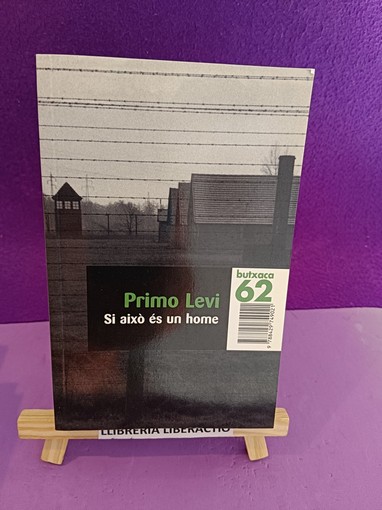 butxaca
62
Primo Levi
Si això és un home
LLIBRERIA LIBERACTIO